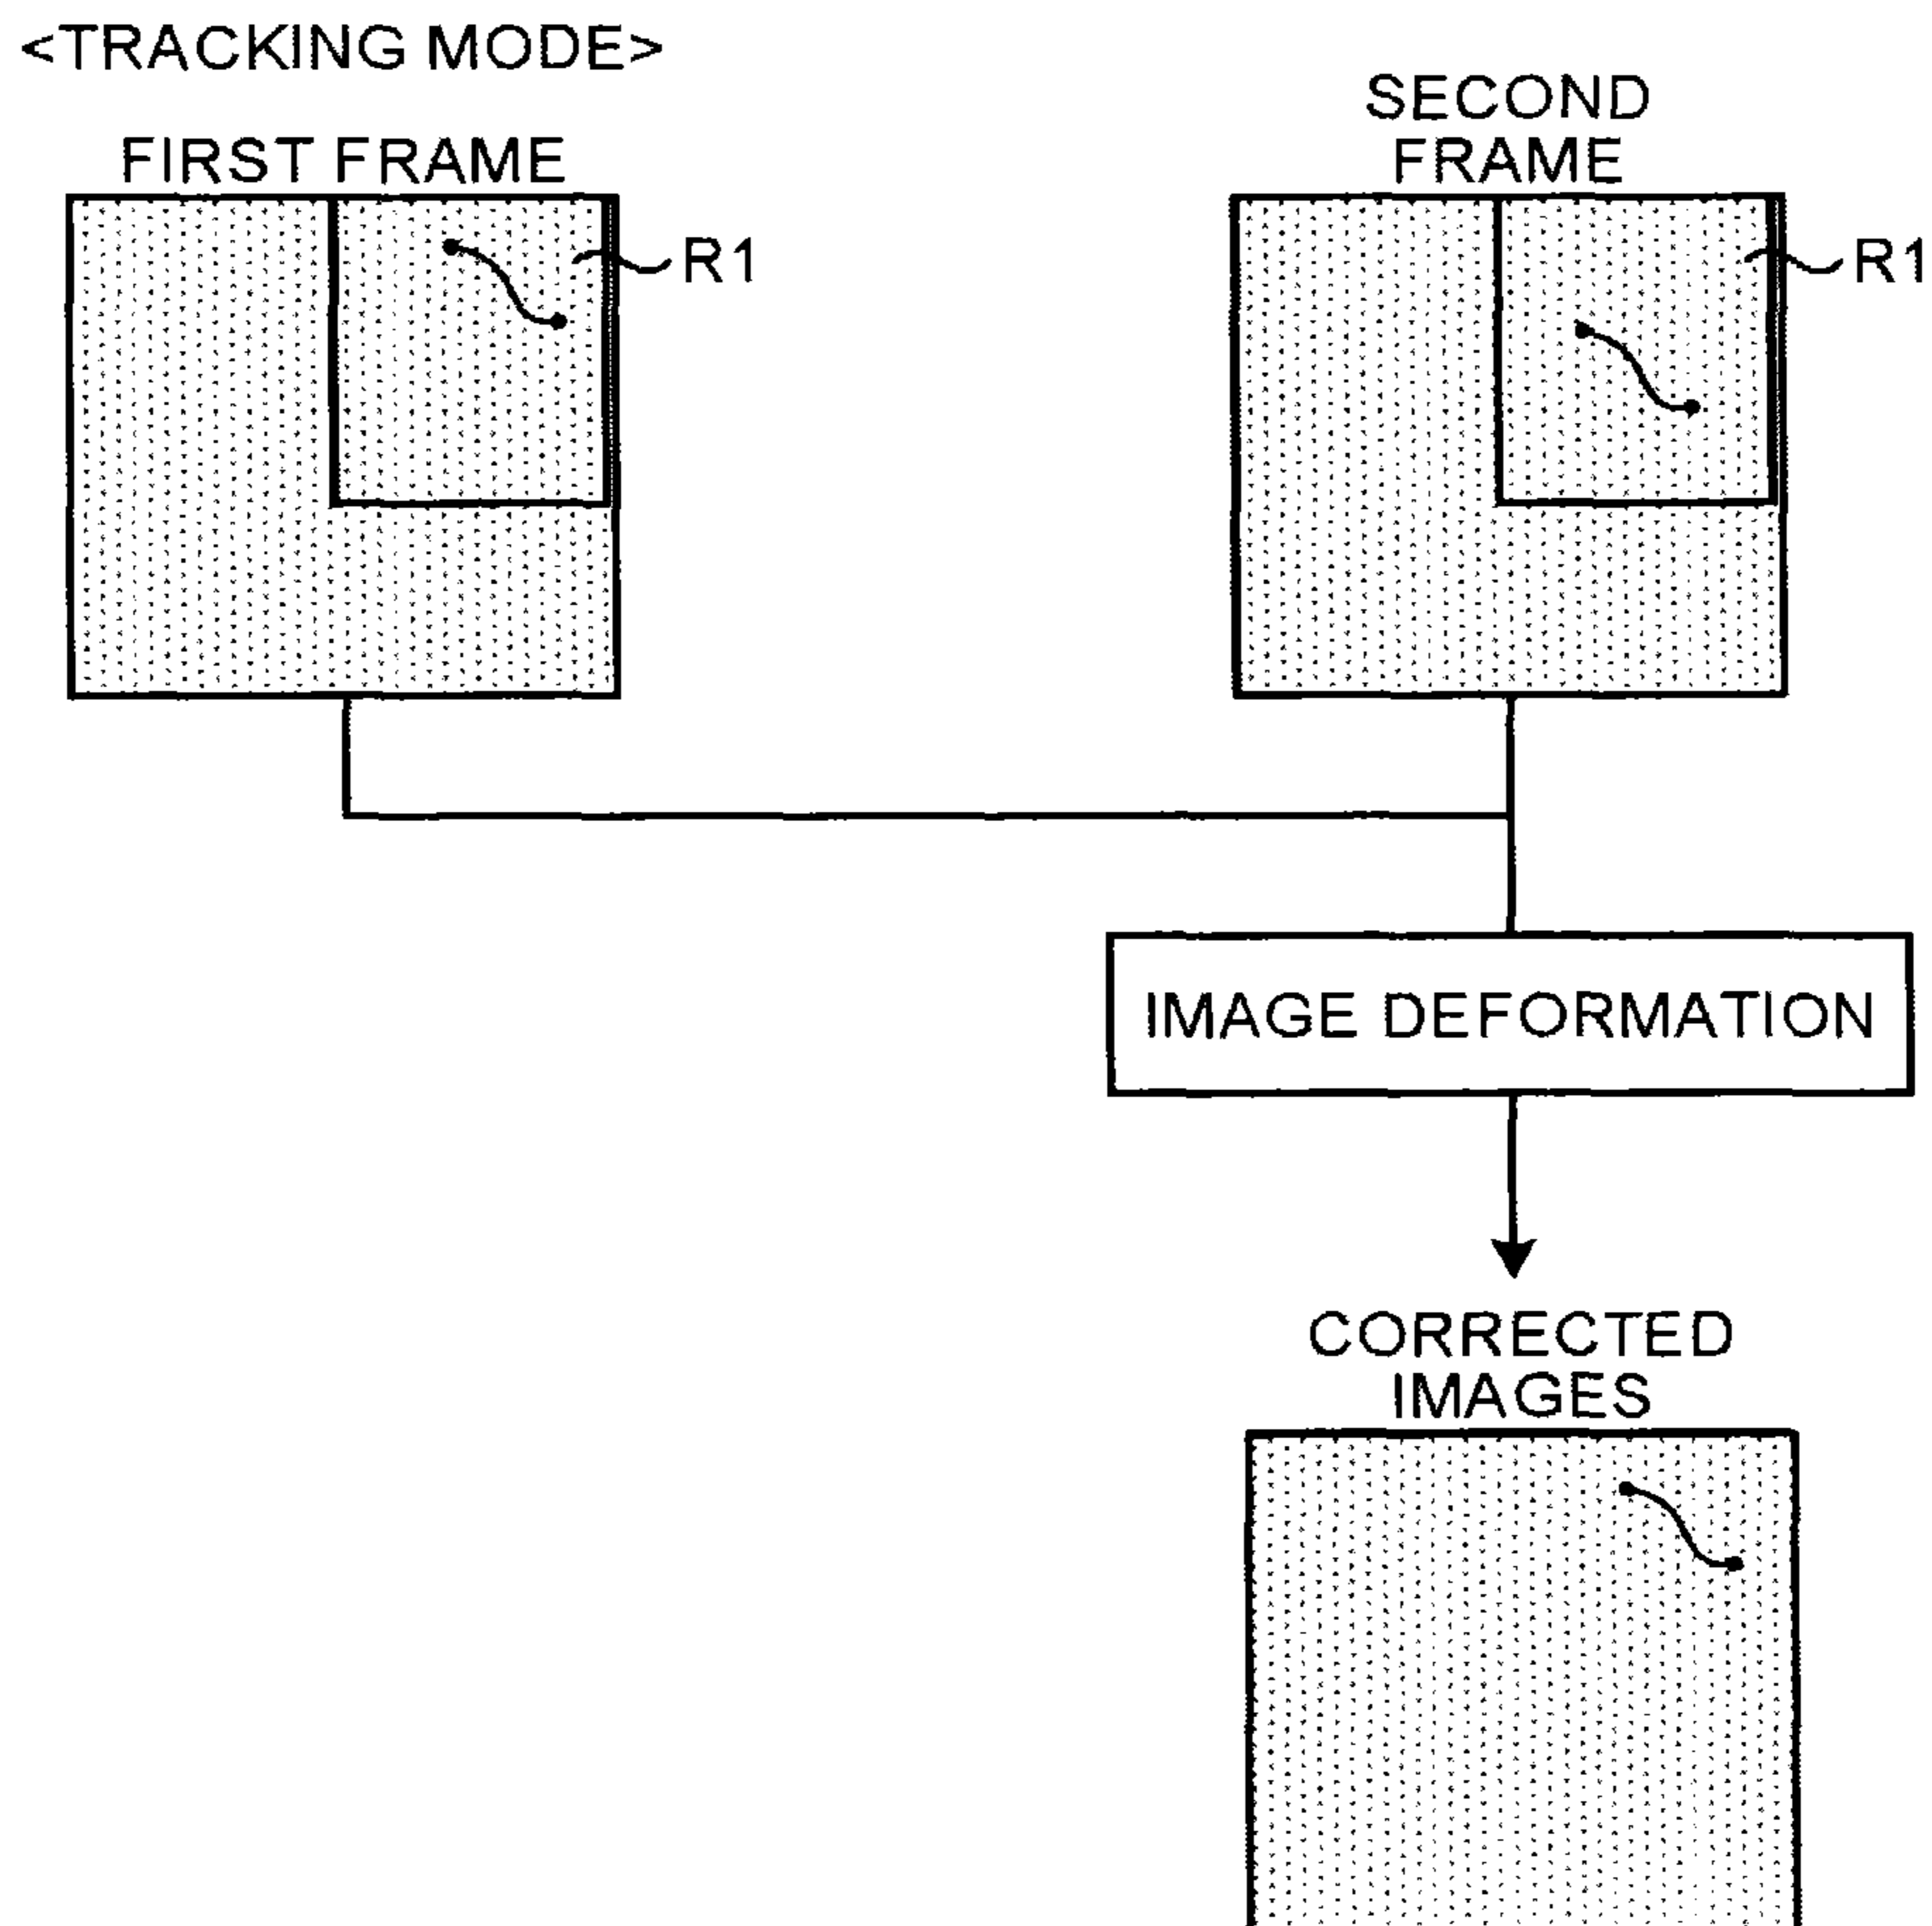 <TRACKING MODE>
FIRST FRAME
SECOND
FRAME
R1
R1
IMAGE DEFORMATION
CORRECTED
IMAGES